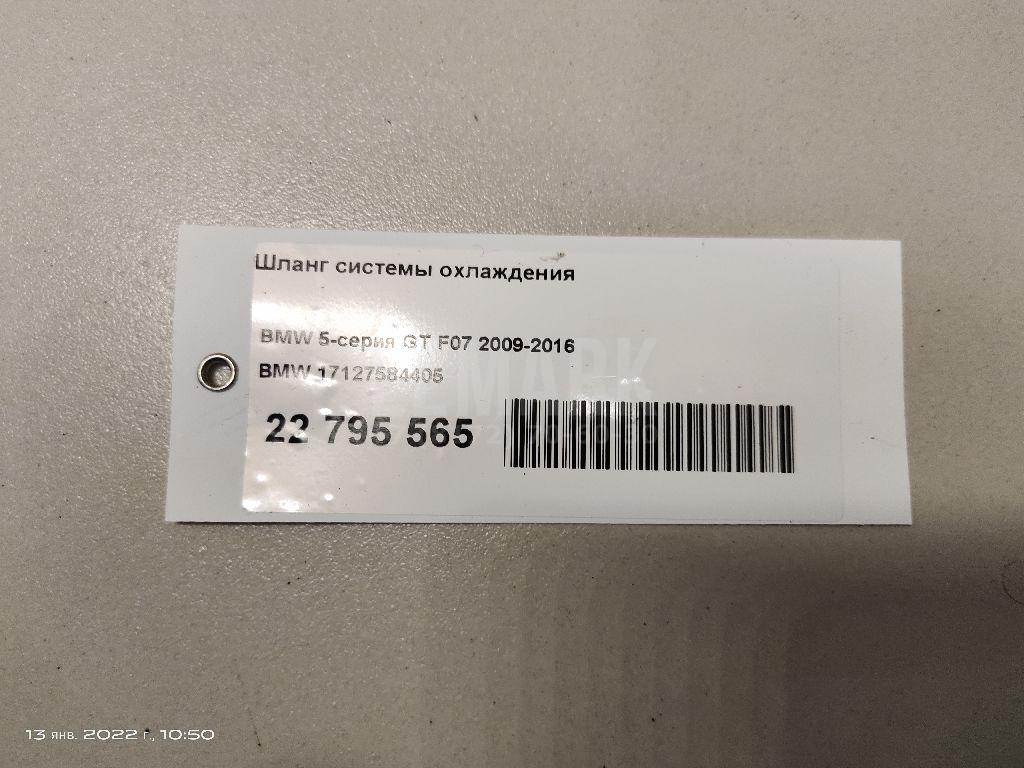 Шланг системы охлаждения
BMW 5-серия GT F07 2009-2016
BMW 17127584405
22 795 565
13 янв. 2022 г., 10:50